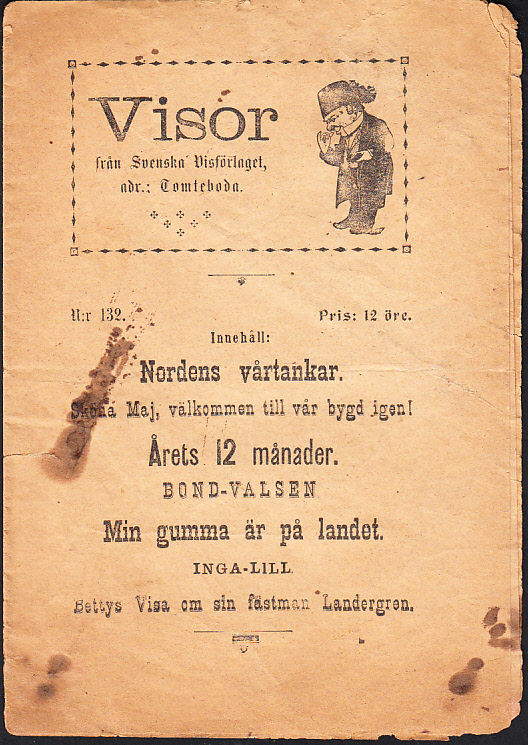 Visor
från Svenska Visförlaget,
adr.: Tomteboda.
N:r 132.
Pris: 12 öre.
Innehåll:
Nordens vårtankar.
Sköna Maj, välkommen till vår bygd igen!
Årets 12 månader.
BOND-VALSEN
Min gumma är på landet.
INGA-LILL.
Bettys Visa om sin fästman Landergren.